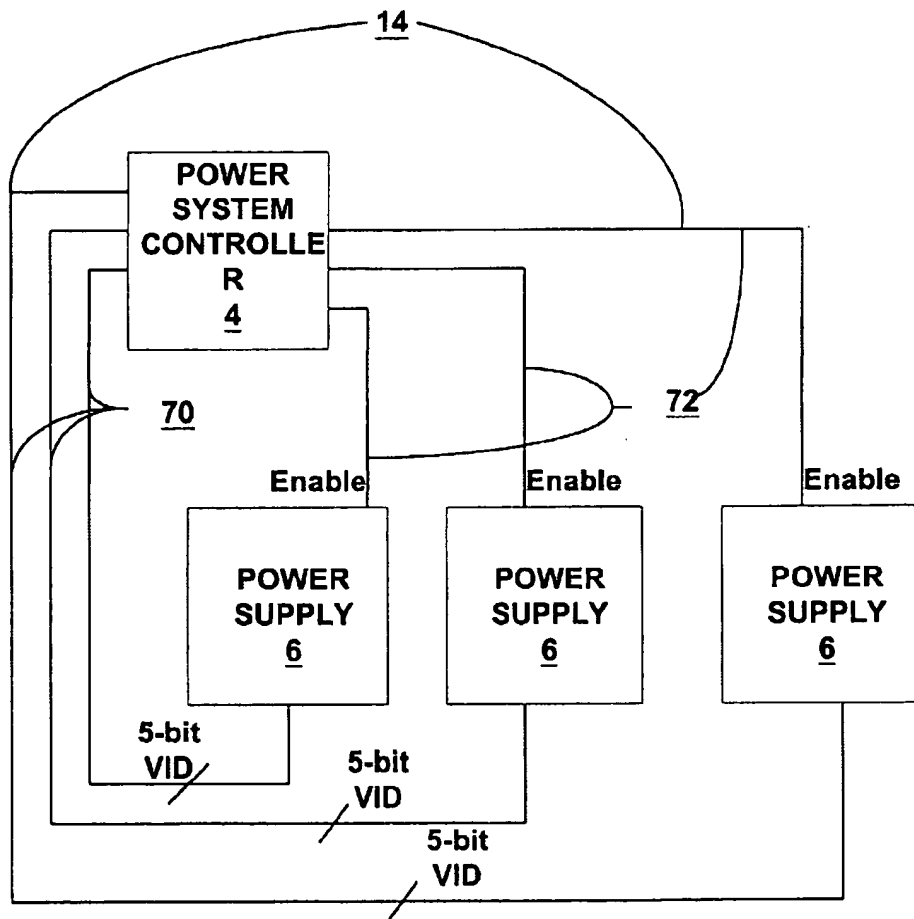 14
POWER
SYSTEM
CONTROLLE
R
4
70
72
Enable
Enable
Enable
POWER
SUPPLY
6
POWER
SUPPLY
6
POWER
SUPPLY
6
5-bit
VID
5-bit
VID
5-bit
VID